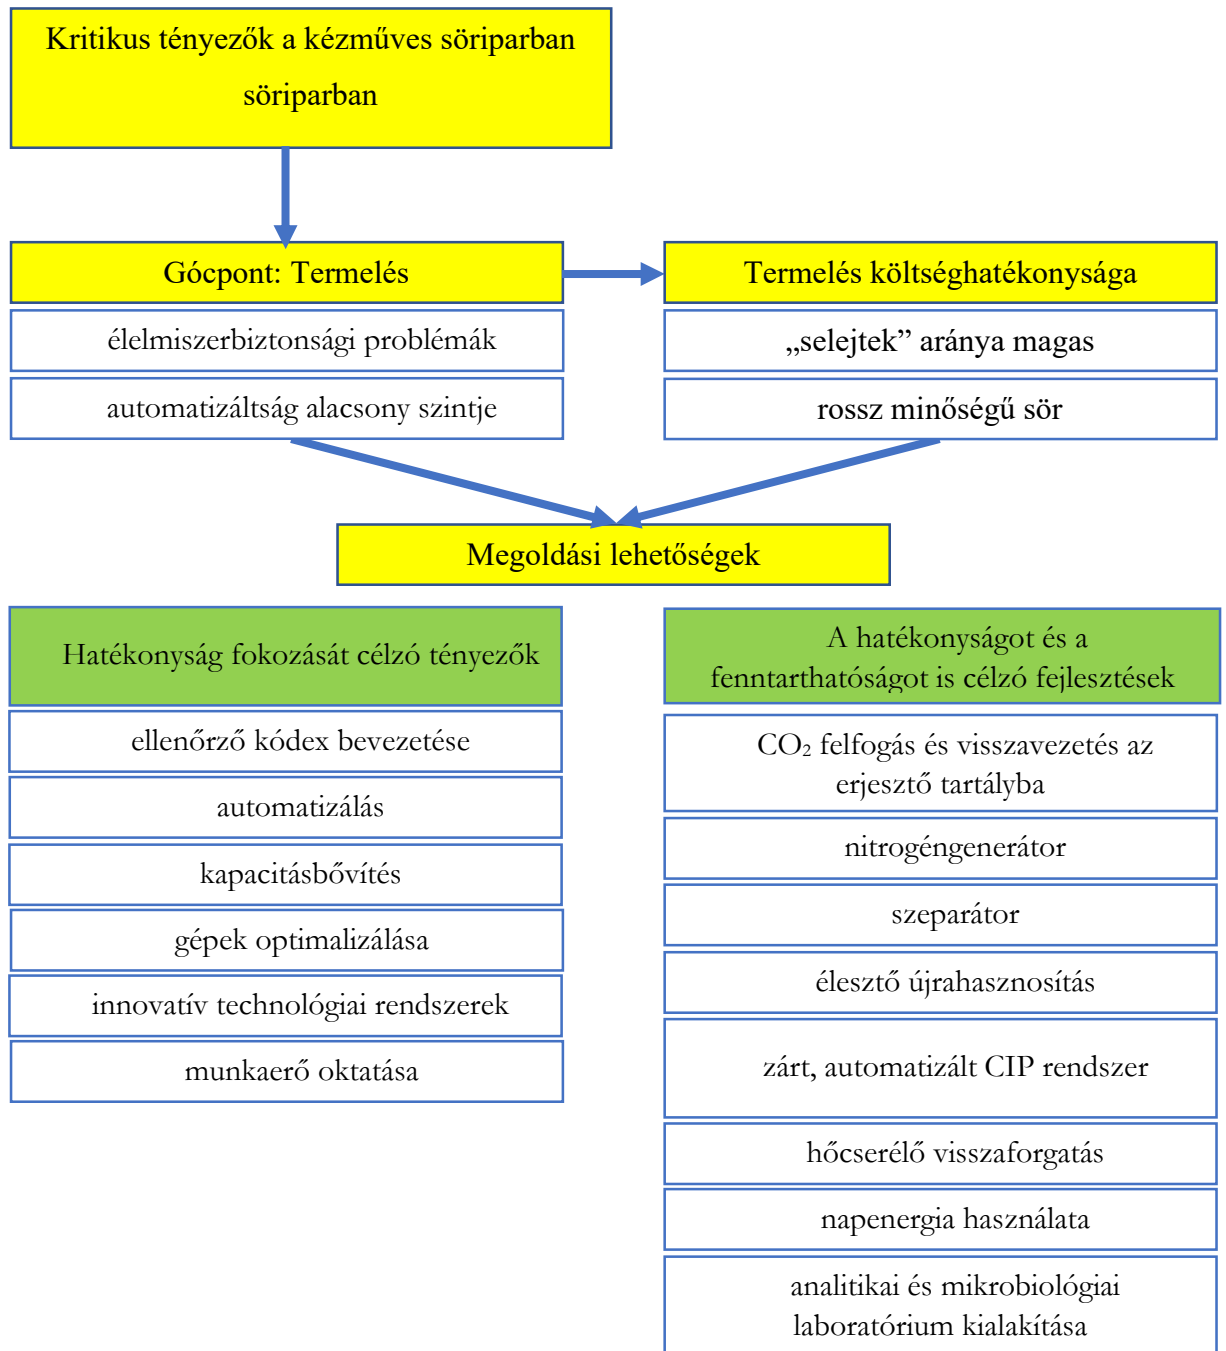 Kritikus tényezők a kézműves söriparban
söriparban
Gócpont: Termelés
élelmiszerbiztonsági problémák
automatizáltság alacsony szintje
Termelés költséghatékonysága
„selejtek” aránya magas
rossz minőségű sör
Megoldási lehetőségek
Hatékonyság fokozását célzó tényezők
ellenőrző kódex bevezetése
automatizálás
kapacitásbővítés
gépek optimalizálása
innovatív technológiai rendszerek
munkaerő oktatása
A hatékonyságot és a
fenntarthatóságot is célzó fejlesztések
CO₂ felfogás és visszavezetés az
erjesztő tartályba
nitrogéngenerátor
szeparátor
élesztő újrahasznosítás
zárt, automatizált CIP rendszer
hőcserélő visszaforgatás
napenergia használata
analitikai és mikrobiológiai
laboratórium kialakítása